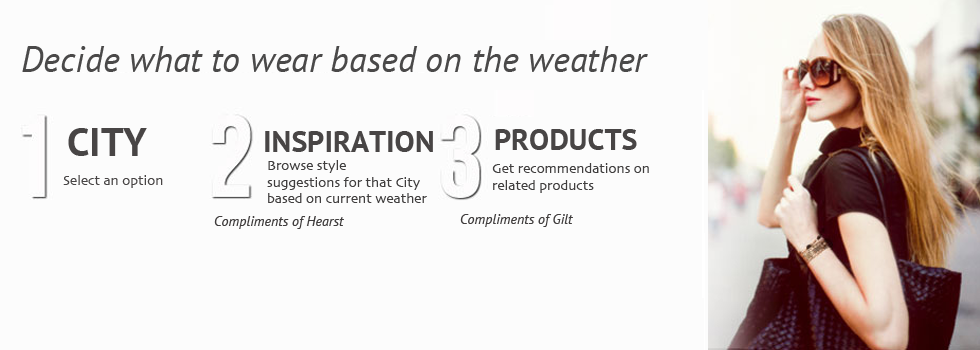 Decide what to wear based on the weather
1 CITY
Select an option
2 INSPIRATION
Browse style
suggestions for that City
based on current weather
Compliments of Hearst
3 PRODUCTS
Get recommendations on
related products
Compliments of Gilt